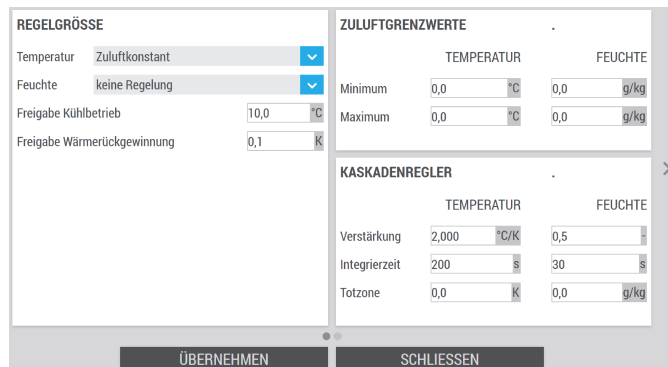 REGELGRÖSSE
Temperatur Zuluftkonstant
Feuchte keine Regelung
Freigabe Kühlbetrieb 10,0 °C
Freigabe Wärmerückgewinnung 0,1 K
ZULUFTGRENZWERTE .
TEMPERATUR FEUCHTE
Minimum 0,0 °C 0,0 g/kg
Maximum 0,0 °C 0,0 g/kg
KASKADENREGLER .
TEMPERATUR FEUCHTE
Verstärkung 2,000 °C/K 0,5 -
Integrierzeit 200 s 30 s
Totzone 0,0 K 0,0 g/kg
ÜBERNEHMEN SCHLIESSEN